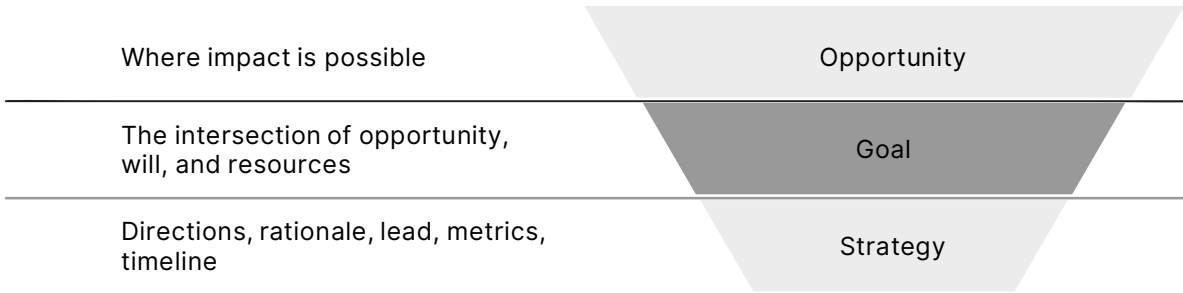 Where impact is possible
Opportunity
The intersection of opportunity,
will, and resources
Goal
Directions, rationale, lead, metrics,
timeline
Strategy